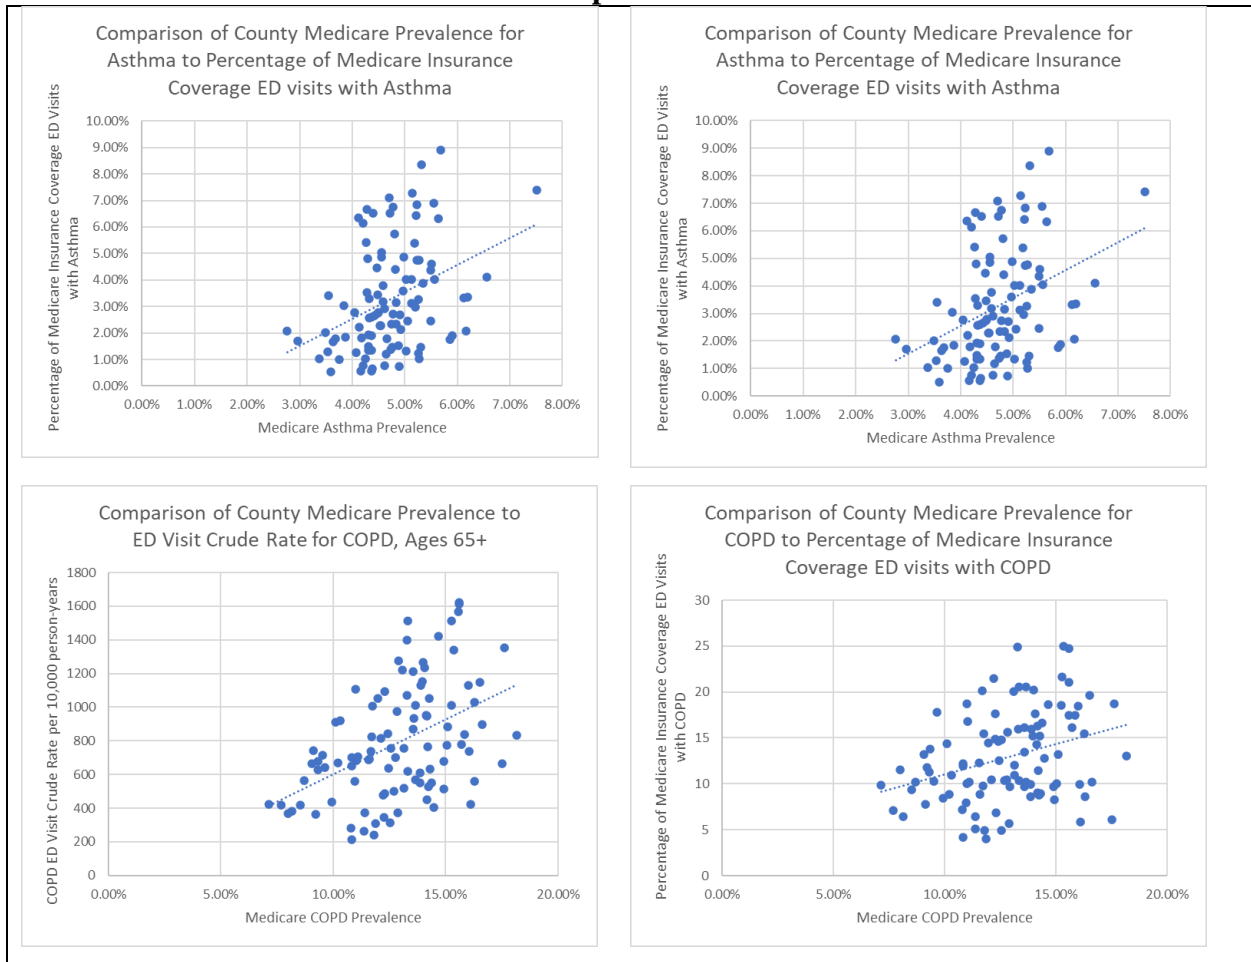 Comparison of County Medicare Prevalence for
Asthma to Percentage of Medicare Insurance
Coverage ED visits with Asthma
Percentage of Medicare Insurance Coverage ED Visits
with Asthma
10.00%
9.00%
8.00%
7.00%
6.00%
5.00%
4.00%
3.00%
2.00%
1.00%
0.00%
0.00% 1.00% 2.00% 3.00% 4.00% 5.00% 6.00% 7.00% 8.00%
Medicare Asthma Prevalence
Comparison of County Medicare Prevalence for
Asthma to Percentage of Medicare Insurance
Coverage ED visits with Asthma
Percentage of Medicare Insurance Coverage ED Visits
with Asthma
10.00%
9.00%
8.00%
7.00%
6.00%
5.00%
4.00%
3.00%
2.00%
1.00%
0.00%
0.00% 1.00% 2.00% 3.00% 4.00% 5.00% 6.00% 7.00% 8.00%
Medicare Asthma Prevalence
Comparison of County Medicare Prevalence to
ED Visit Crude Rate for COPD, Ages 65+
COPD ED Visit Crude Rate per 10,000 person-years
1800
1600
1400
1200
1000
800
600
400
200
0
0.00% 5.00% 10.00% 15.00% 20.00%
Medicare COPD Prevalence
Comparison of County Medicare Prevalence for
COPD to Percentage of Medicare Insurance
Coverage ED visits with COPD
Percentage of Medicare Insurance Coverage ED Visits
with COPD
30
25
20
15
10
5
0
0.00% 5.00% 10.00% 15.00% 20.00%
Medicare COPD Prevalence